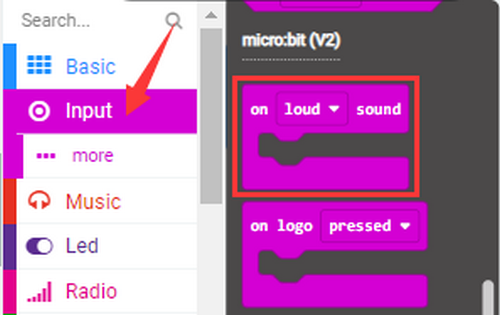 Search...
Basic
Input
more
Music
Led
Radio
micro:bit (V2)
on loud sound
on logo pressed